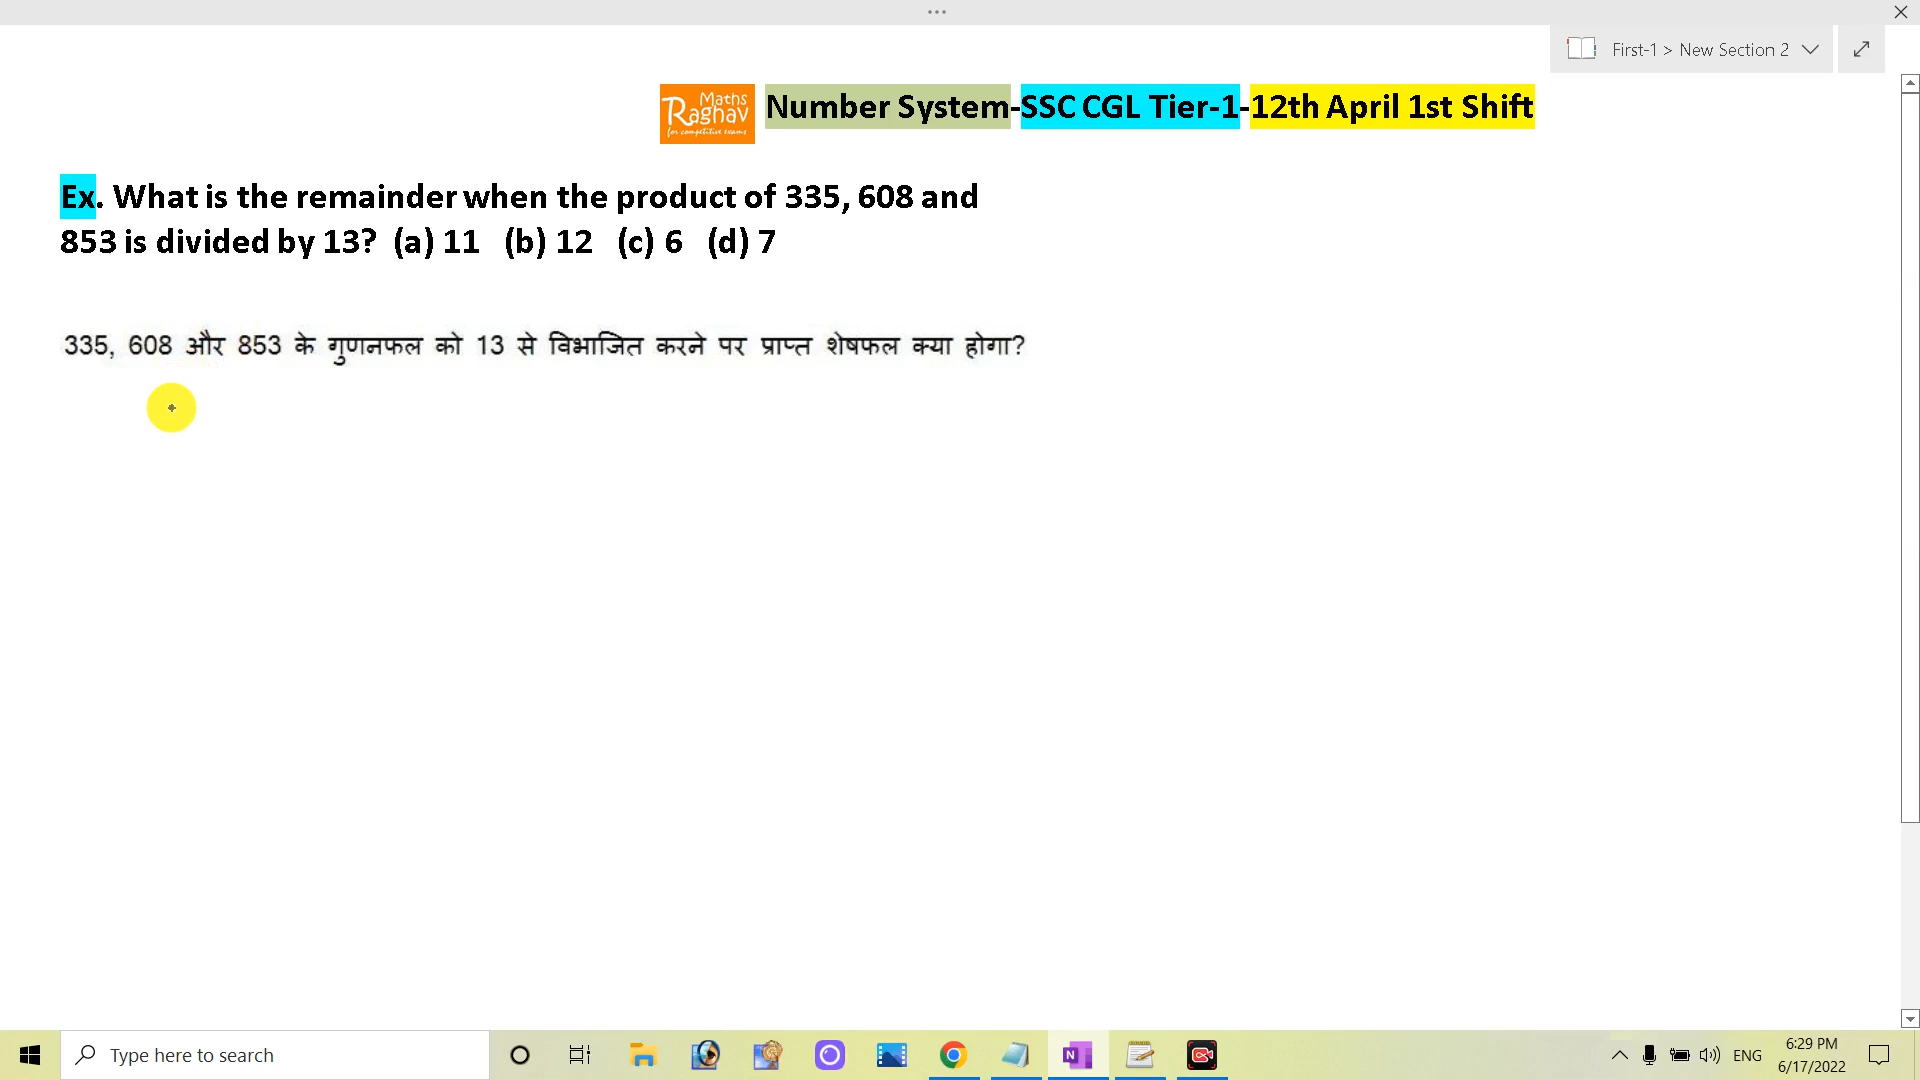 First-1 > New Section 2
Maths
Raghav
for competitive exams
Number System-SSC CGL Tier-1-12th April 1st Shift
Ex. What is the remainder when the product of 335, 608 and
853 is divided by 13? (a) 11 (b) 12 (c) 6 (d) 7
335, 608 और 853 के गुणनफल को 13 से विभाजित करने पर प्राप्त शेषफल क्या होगा?
Type here to search
N
ENG
6:29 PM
6/17/2022